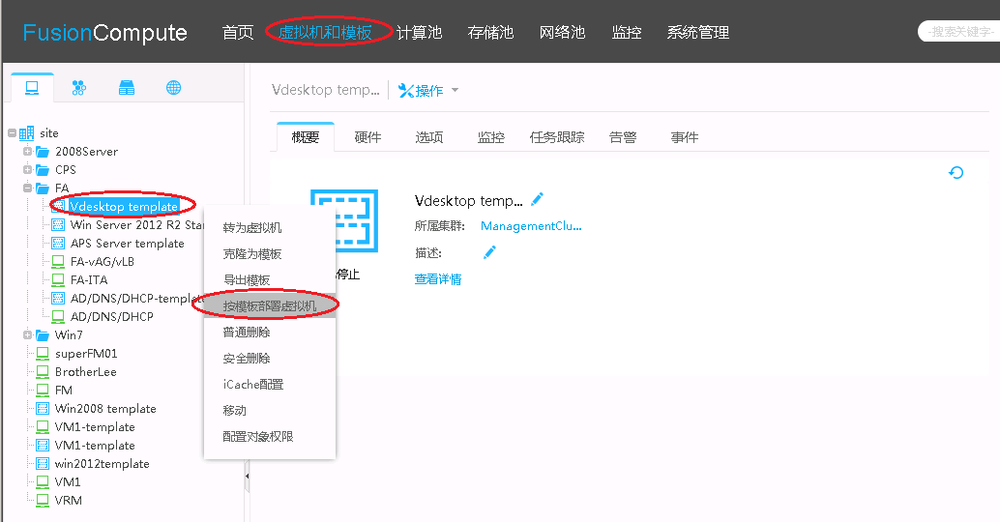 FusionCompute 首页 虚拟机和模板 计算池 存储池 网络池 监控 系统管理 -搜索关键字-
Vdesktop temp... 操作
概要 硬件 选项 监控 任务跟踪 告警 事件
site
2008Server
CPS
FA
Vdesktop template
Win Server 2012 R2 Sta
APS Server template
FA-vAG/vLB
FA-ITA
AD/DNS/DHCP-templat
AD/DNS/DHCP
Win7
superFM01
BrotherLee
FM
Win2008 template
VM1-template
VM1-template
win2012template
VM1
VRM
转为虚拟机
克隆为模板
导出模板
按模板部署虚拟机
普通删除
安全删除
iCache配置
移动
配置对象权限
Vdesktop temp...
所属集群: ManagementClu...
描述:
停止
查看详情